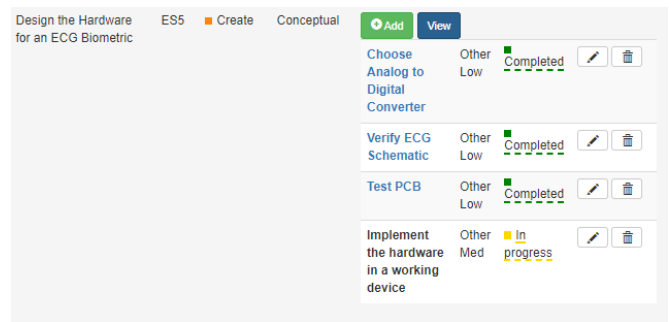 Design the Hardware ES5 Create Conceptual Add View
for an ECG Biometric
Choose Other Completed
Analog to Low
Digital
Converter
Verify ECG Other Completed
Schematic Low
Test PCB Other Completed
Low
Implement Other In
the hardware Med progress
in a working
device